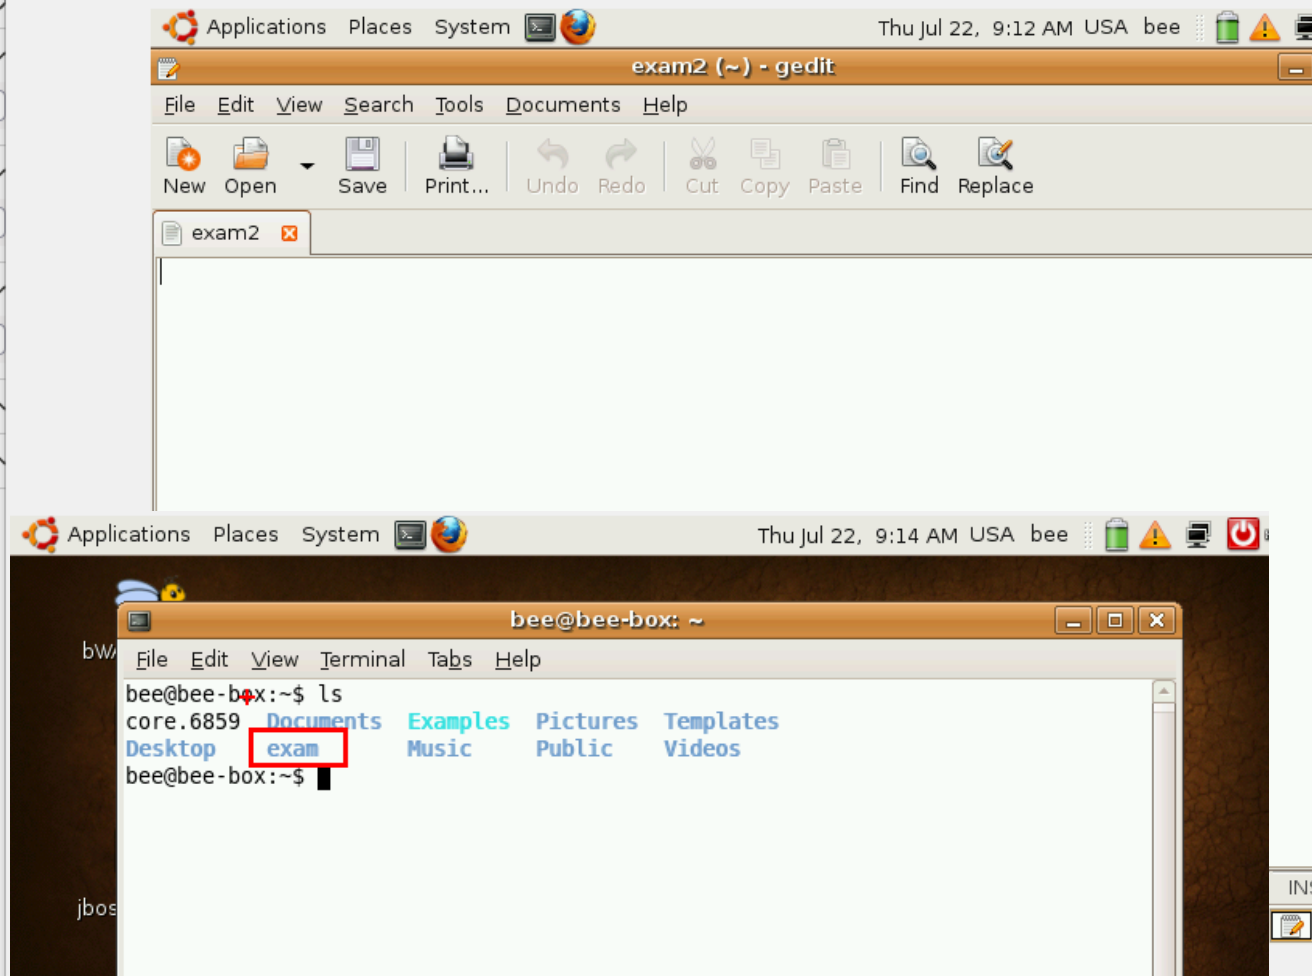 Applications Places System Thu Jul 22, 9:12 AM USA bee
exam2 (~) - gedit
File Edit View Search Tools Documents Help
New Open Save Print... Undo Redo Cut Copy Paste Find Replace
exam2
Applications Places System Thu Jul 22, 9:14 AM USA bee
bee@bee-box: ~
bWA
File Edit View Terminal Tabs Help
bee@bee-box:~$ ls
core.6859 Documents Examples Pictures Templates
Desktop exam Music Public Videos
bee@bee-box:~$
INS
jbos